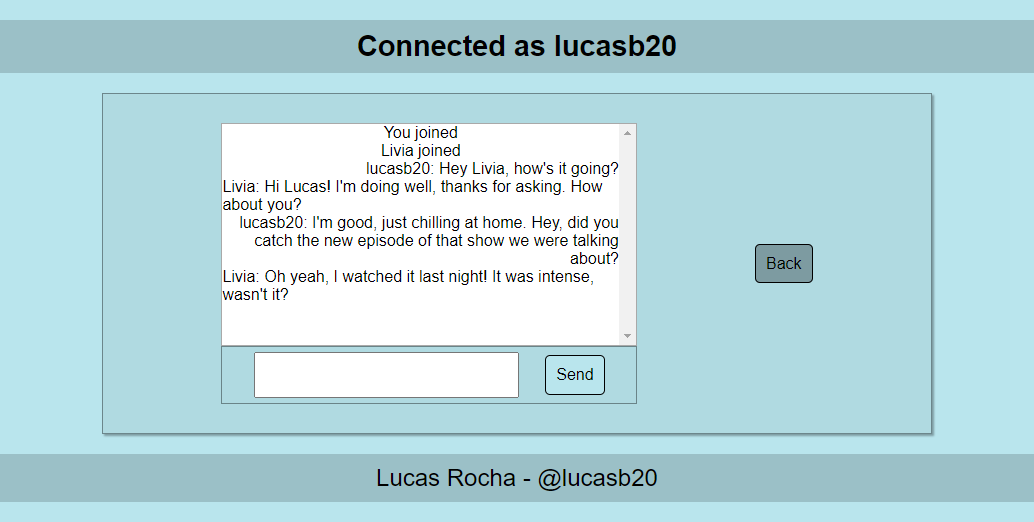 Connected as lucasb20
You joined
Livia joined
lucasb20: Hey Livia, how's it going?
Livia: Hi Lucas! I'm doing well, thanks for asking. How
about you?
lucasb20: I'm good, just chilling at home. Hey, did you
catch the new episode of that show we were talking
about?
Livia: Oh yeah, I watched it last night! It was intense,
wasn't it?
Back
Send
Lucas Rocha - @lucasb20